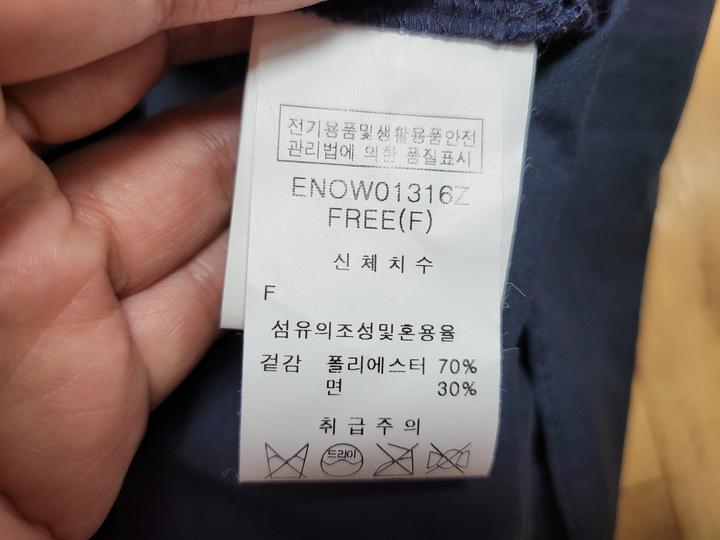 전기용품및생활용품안전
관리법에 의한 품질표시
ENOW01316Z
FREE(F)
신체치수
F
섬유의조성및혼용율
겉감 폴리에스터 70%
면 30%
취급주의
드라이